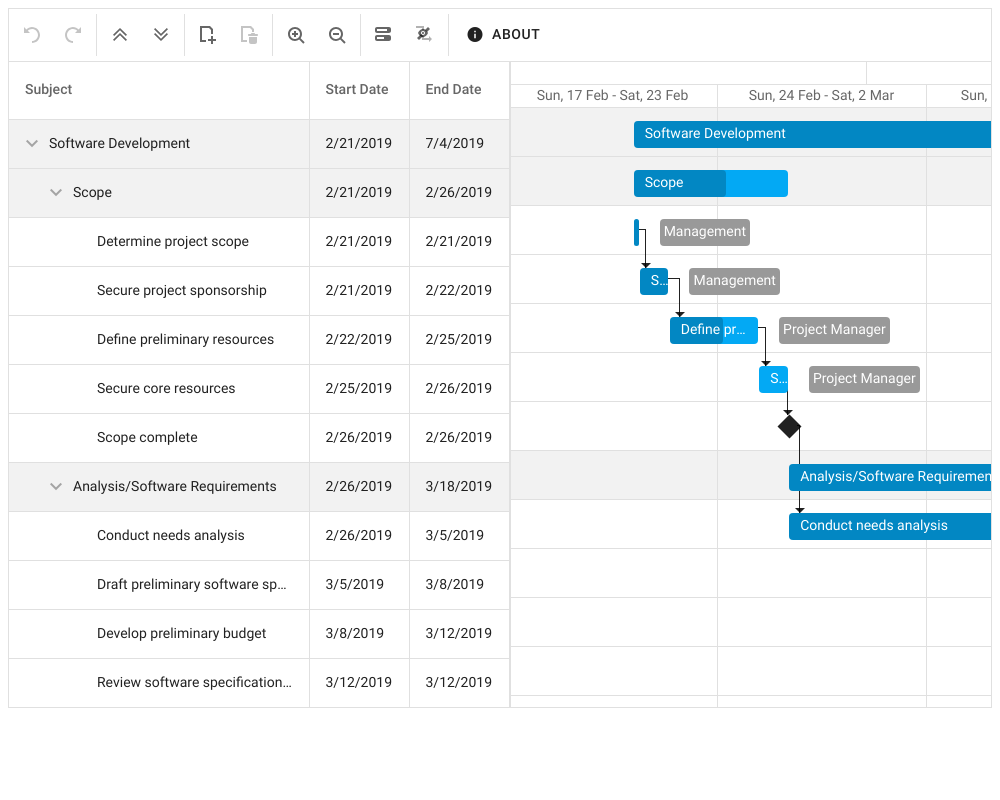 ABOUT
Subject Start Date End Date
Sun, 17 Feb - Sat, 23 Feb Sun, 24 Feb - Sat, 2 Mar Sun,
Software Development 2/21/2019 7/4/2019 Software Development
Scope 2/21/2019 2/26/2019 Scope
Determine project scope 2/21/2019 2/21/2019 Management
Secure project sponsorship 2/21/2019 2/22/2019 S... Management
Define preliminary resources 2/22/2019 2/25/2019 Define pr... Project Manager
Secure core resources 2/25/2019 2/26/2019 S... Project Manager
Scope complete 2/26/2019 2/26/2019
Analysis/Software Requirements 2/26/2019 3/18/2019 Analysis/Software Requiremen
Conduct needs analysis 2/26/2019 3/5/2019 Conduct needs analysis
Draft preliminary software sp... 3/5/2019 3/8/2019
Develop preliminary budget 3/8/2019 3/12/2019
Review software specification... 3/12/2019 3/12/2019